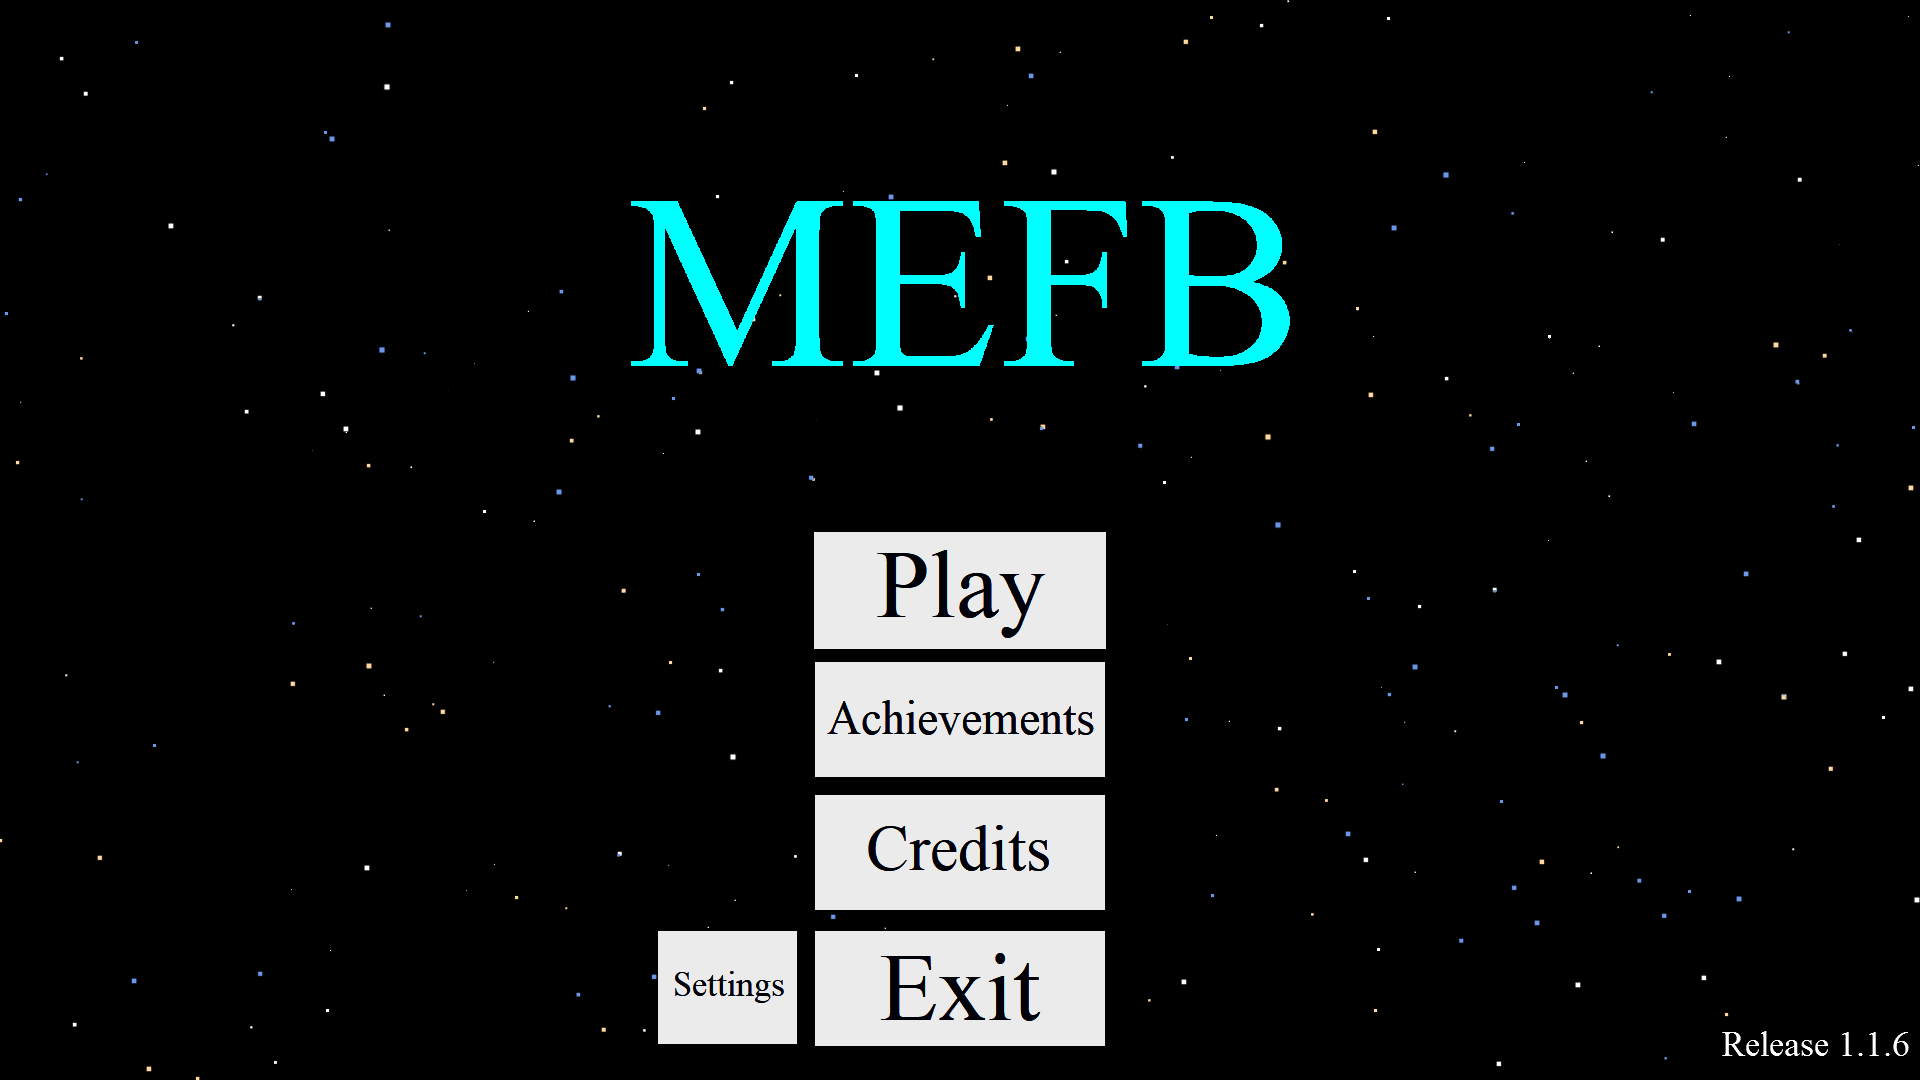 MEFB
Play
Achievements
Credits
Settings
Exit
Release 1.1.6